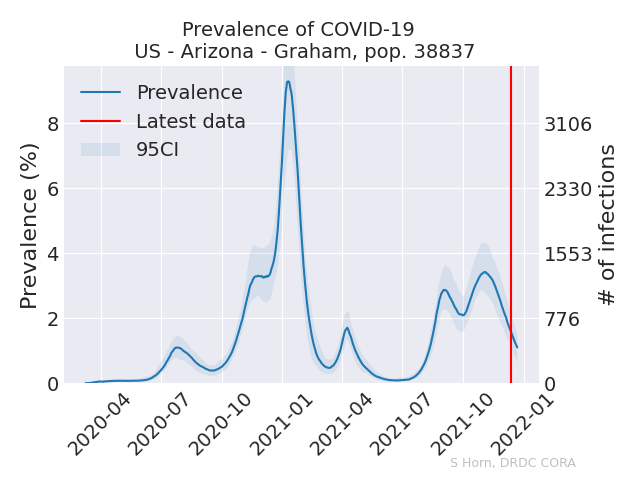 Prevalence of COVID-19
US - Arizona - Graham, pop. 38837
Prevalence
Latest data
95CI
Prevalence (%)
8
6
4
2
0
3106
2330
1553
776
0
# of infections
2020-04
2020-07
2020-10
2021-01
2021-04
2021-07
2021-10
2022-01
S Horn, DRDC CORA